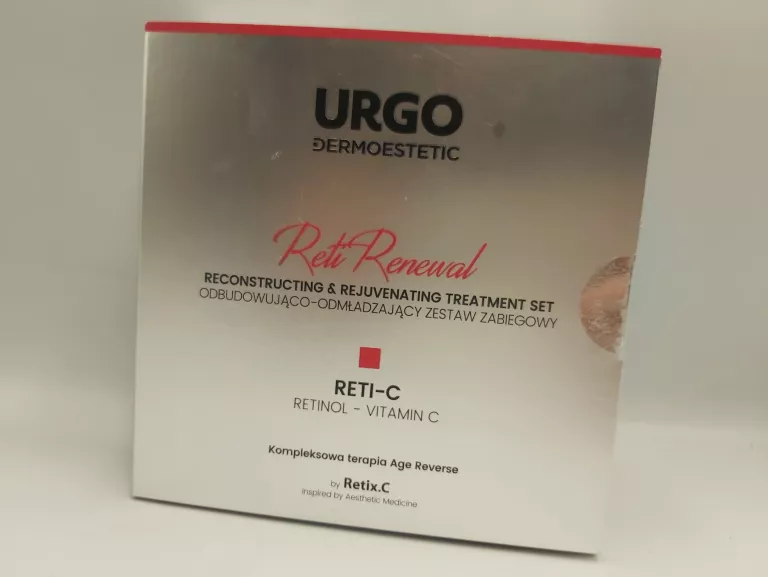 URGO
DERMOESTETIC
Reti Renewal
RECONSTRUCTING & REJUVENATING TREATMENT SET
ODBUDOWUJĄCO-ODMŁADZAJĄCY ZESTAW ZABIEGOWY
RETI-C
RETINOL - VITAMIN C
Kompleksowa terapia Age Reverse
by Retix.C
Inspired by Aesthetic Medicine